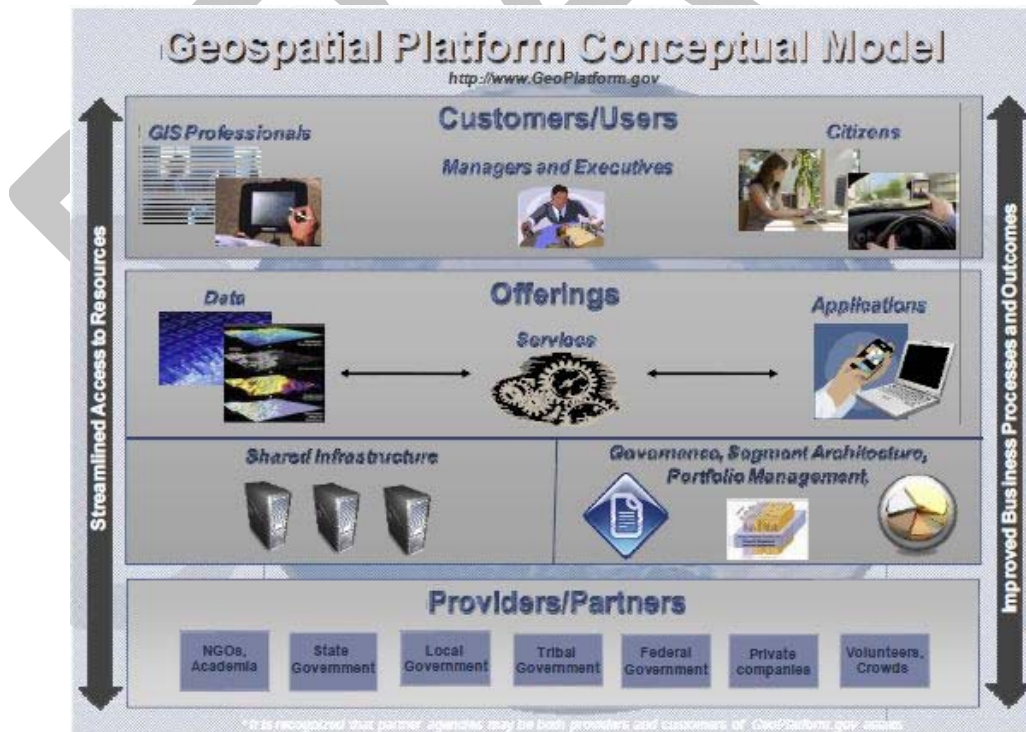 Geospatial Platform Conceptual Model
http://www.GeoPlatform.gov
Customers/Users
GIS Professionals
Managers and Executives
Citizens
Offerings
Data
Services
Applications
Shared Infrastructure
Governance, Segment Architecture,
Portfolio Management,
Providers/Partners
NGOs,
Academia
State
Government
Local
Government
Tribal
Government
Federal
Government
Private
companies
Volunteers,
Crowds
*It is recognized that partner agencies may be both providers and customers of GeoPlatform.gov assets
Streamlined Access to Resources
Improved Business Processes and Outcomes